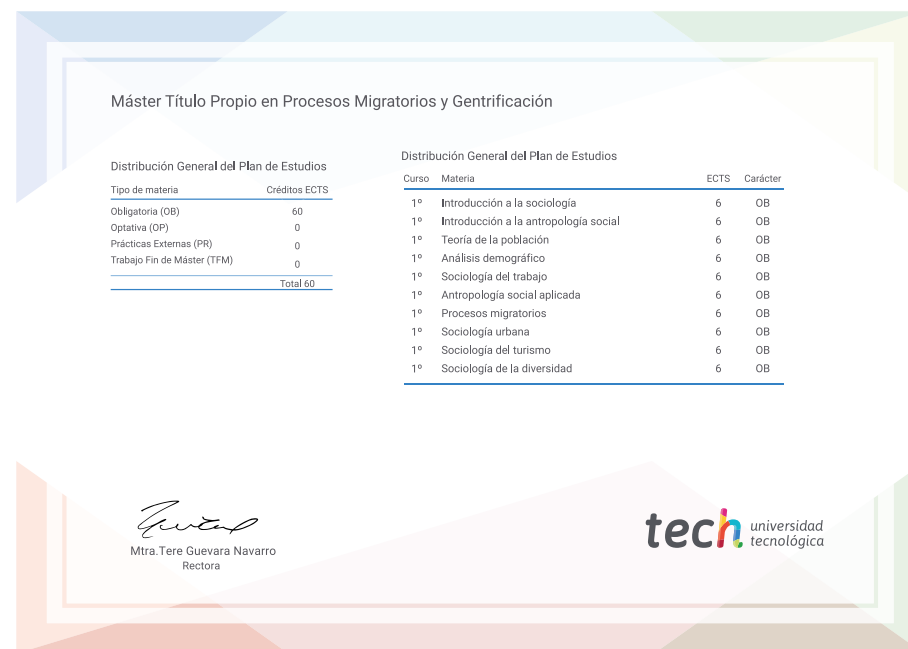 Máster Título Propio en Procesos Migratorios y Gentrificación
Distribución General del Plan de Estudios
Tipo de materia Créditos ECTS
Obligatoria (OB) 60
Optativa (OP) 0
Prácticas Externas (PR) 0
Trabajo Fin de Máster (TFM) 0
Total 60
Distribución General del Plan de Estudios
Curso Materia ECTS Carácter
1º Introducción a la sociología 6 OB
1º Introducción a la antropología social 6 OB
1º Teoría de la población 6 OB
1º Análisis demográfico 6 OB
1º Sociología del trabajo 6 OB
1º Antropología social aplicada 6 OB
1º Procesos migratorios 6 OB
1º Sociología urbana 6 OB
1º Sociología del turismo 6 OB
1º Sociología de la diversidad 6 OB
Mtra.Tere Guevara Navarro
Rectora
tech universidad
tecnológica